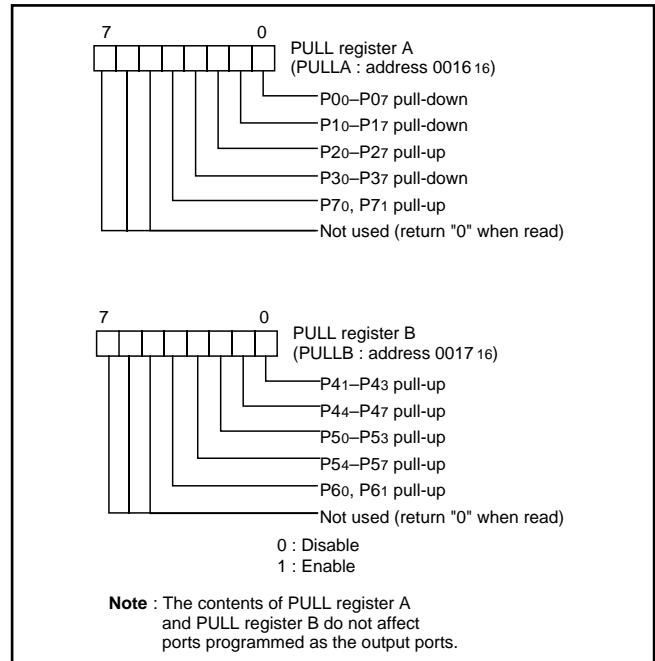 7 0
PULL register A
(PULLA : address 0016 16)
P00–P07 pull-down
P10–P17 pull-down
P20–P27 pull-up
P30–P37 pull-down
P70, P71 pull-up
Not used (return "0" when read)
7 0
PULL register B
(PULLB : address 0017 16)
P41–P43 pull-up
P44–P47 pull-up
P50–P53 pull-up
P54–P57 pull-up
P60, P61 pull-up
Not used (return "0" when read)
0 : Disable
1 : Enable
Note : The contents of PULL register A
and PULL register B do not affect
ports programmed as the output ports.